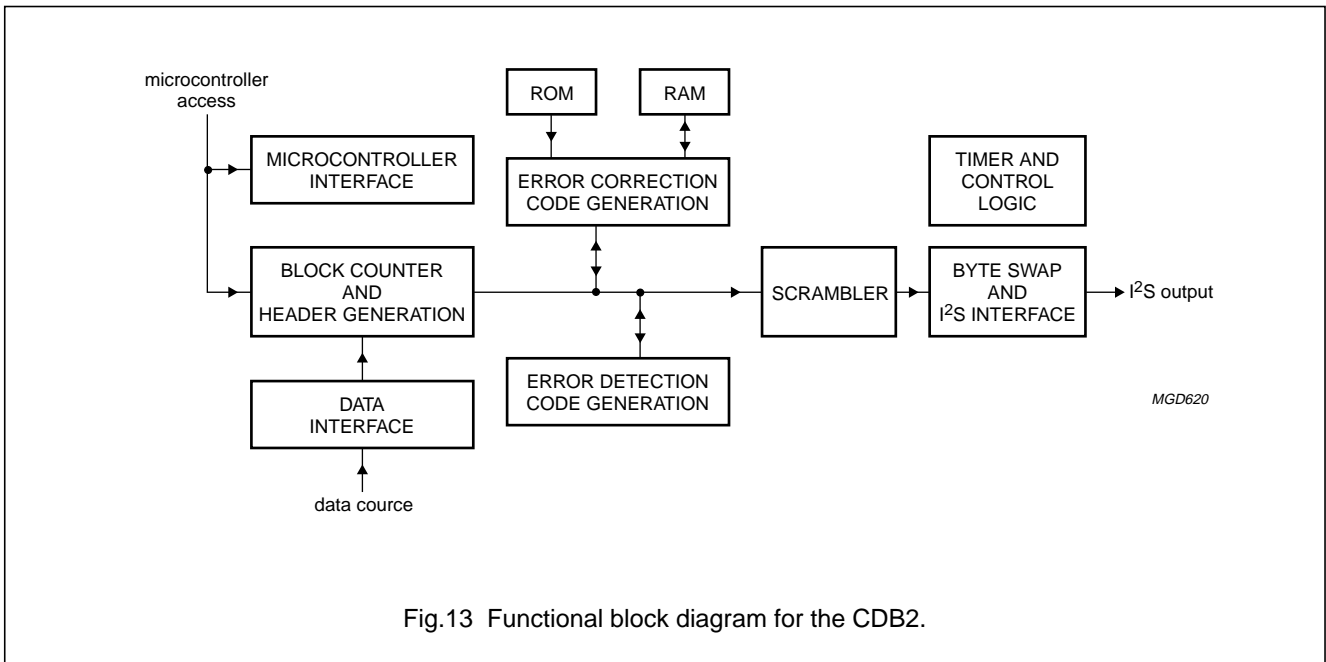 microcontroller
access
ROM
RAM
MICROCONTROLLER
INTERFACE
ERROR CORRECTION
CODE GENERATION
TIMER AND
CONTROL
LOGIC
BLOCK COUNTER
AND
HEADER GENERATION
SCRAMBLER
BYTE SWAP
AND
I2S INTERFACE
I2S output
DATA
INTERFACE
ERROR DETECTION
CODE GENERATION
MGD620
data cource
Fig.13 Functional block diagram for the CDB2.